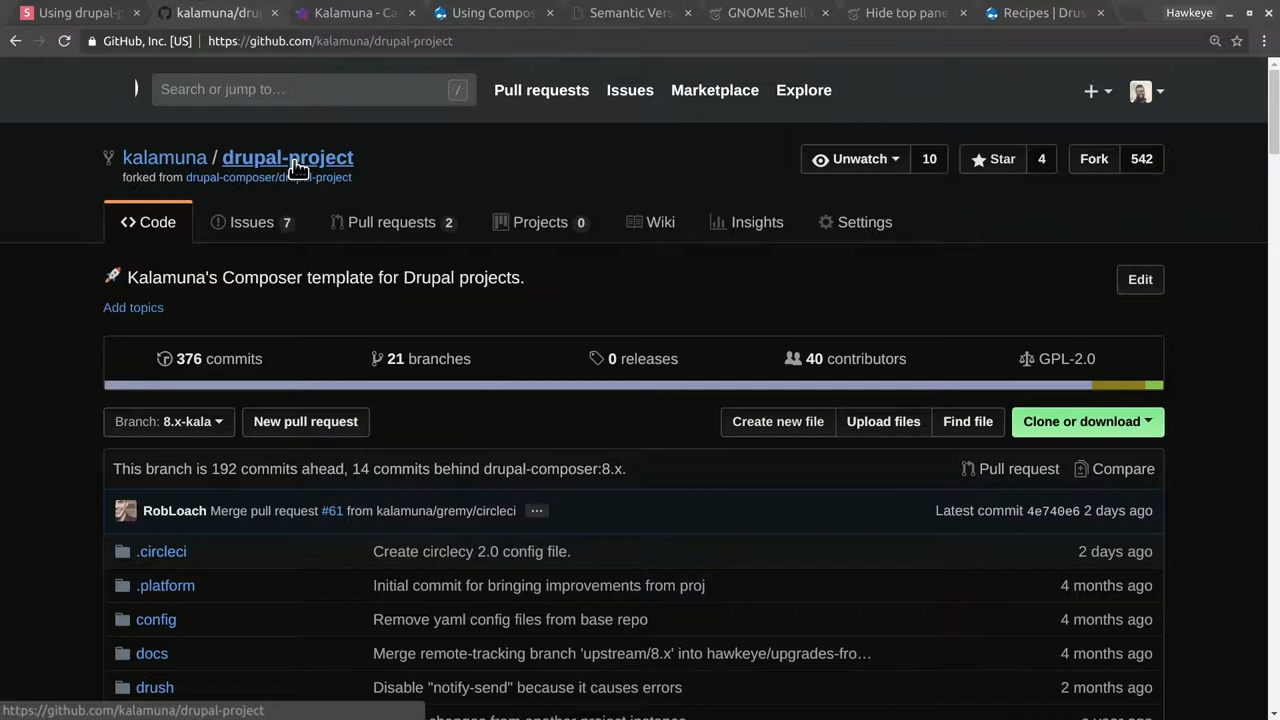 Using drupal-p
kalamuna/drup
Kalamuna - Ca
Using Compos
Semantic Vers
GNOME Shell
Hide top pane
Recipes | Drus
Hawkeye
GitHub, Inc. [US] https://github.com/kalamuna/drupal-project
Search or jump to... /
Pull requests Issues Marketplace Explore
kalamuna / drupal-project
Unwatch 10 Star 4 Fork 542
forked from drupal-composer/drupal-project
Code Issues 7 Pull requests 2 Projects 0 Wiki Insights Settings
Kalamuna's Composer template for Drupal projects.
Edit
Add topics
376 commits 21 branches 0 releases 40 contributors GPL-2.0
Branch: 8.x-kala New pull request Create new file Upload files Find file Clone or download
This branch is 192 commits ahead, 14 commits behind drupal-composer:8.x. Pull request Compare
RobLoach Merge pull request #61 from kalamuna/gremy/circleci ... Latest commit 4e740e6 2 days ago
.circleci Create circlecy 2.0 config file. 2 days ago
.platform Initial commit for bringing improvements from proj 4 months ago
config Remove yaml config files from base repo 4 months ago
docs Merge remote-tracking branch 'upstream/8.x' into hawkeye/upgrades-fro... 4 months ago
drush Disable "notify-send" because it causes errors 2 months ago
https://github.com/kalamuna/drupal-project
changes from another project instance